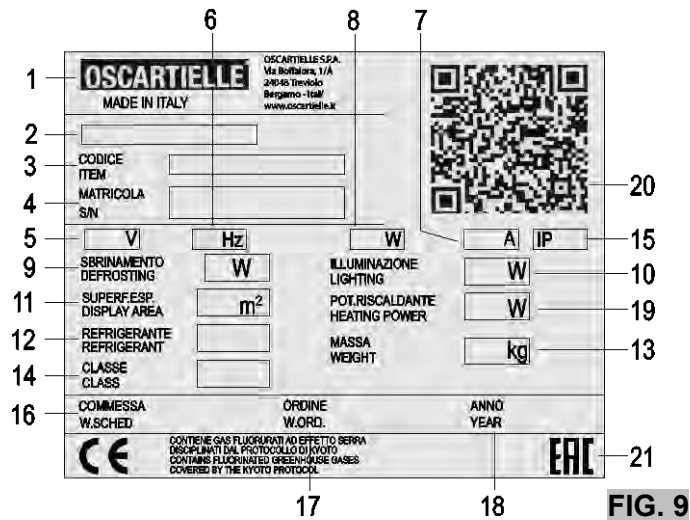 6 8 7
1 OSCARTIELLE
MADE IN ITALY
OSCARTIELLE S.P.A.
Via Boffalora, 1/A
24048 Treviolo
Bergamo - Italy
www.oscartielle.it
2
3 CODICE
ITEM
4 MATRICOLA
S/N
20
5 V Hz W A IP 15
9 SBRINAMENTO
DEFROSTING W
ILLUMINAZIONE
LIGHTING W 10
11 SUPERF.ESP.
DISPLAY AREA m²
POT.RISCALDANTE
HEATING POWER W 19
12 REFRIGERANTE
REFRIGERANT
MASSA
WEIGHT kg 13
14 CLASSE
CLASS
16 COMMESSA
W.SCHED
ORDINE
W.ORD.
ANNO
YEAR
CE
CONTIENE GAS FLUORURATI AD EFFETTO SERRA
DISCIPLINATI DAL PROTOCOLLO DI KYOTO
CONTAINS FLUORINATED GREENHOUSE GASES
COVERED BY THE KYOTO PROTOCOL
EAC 21
17 18
FIG. 9